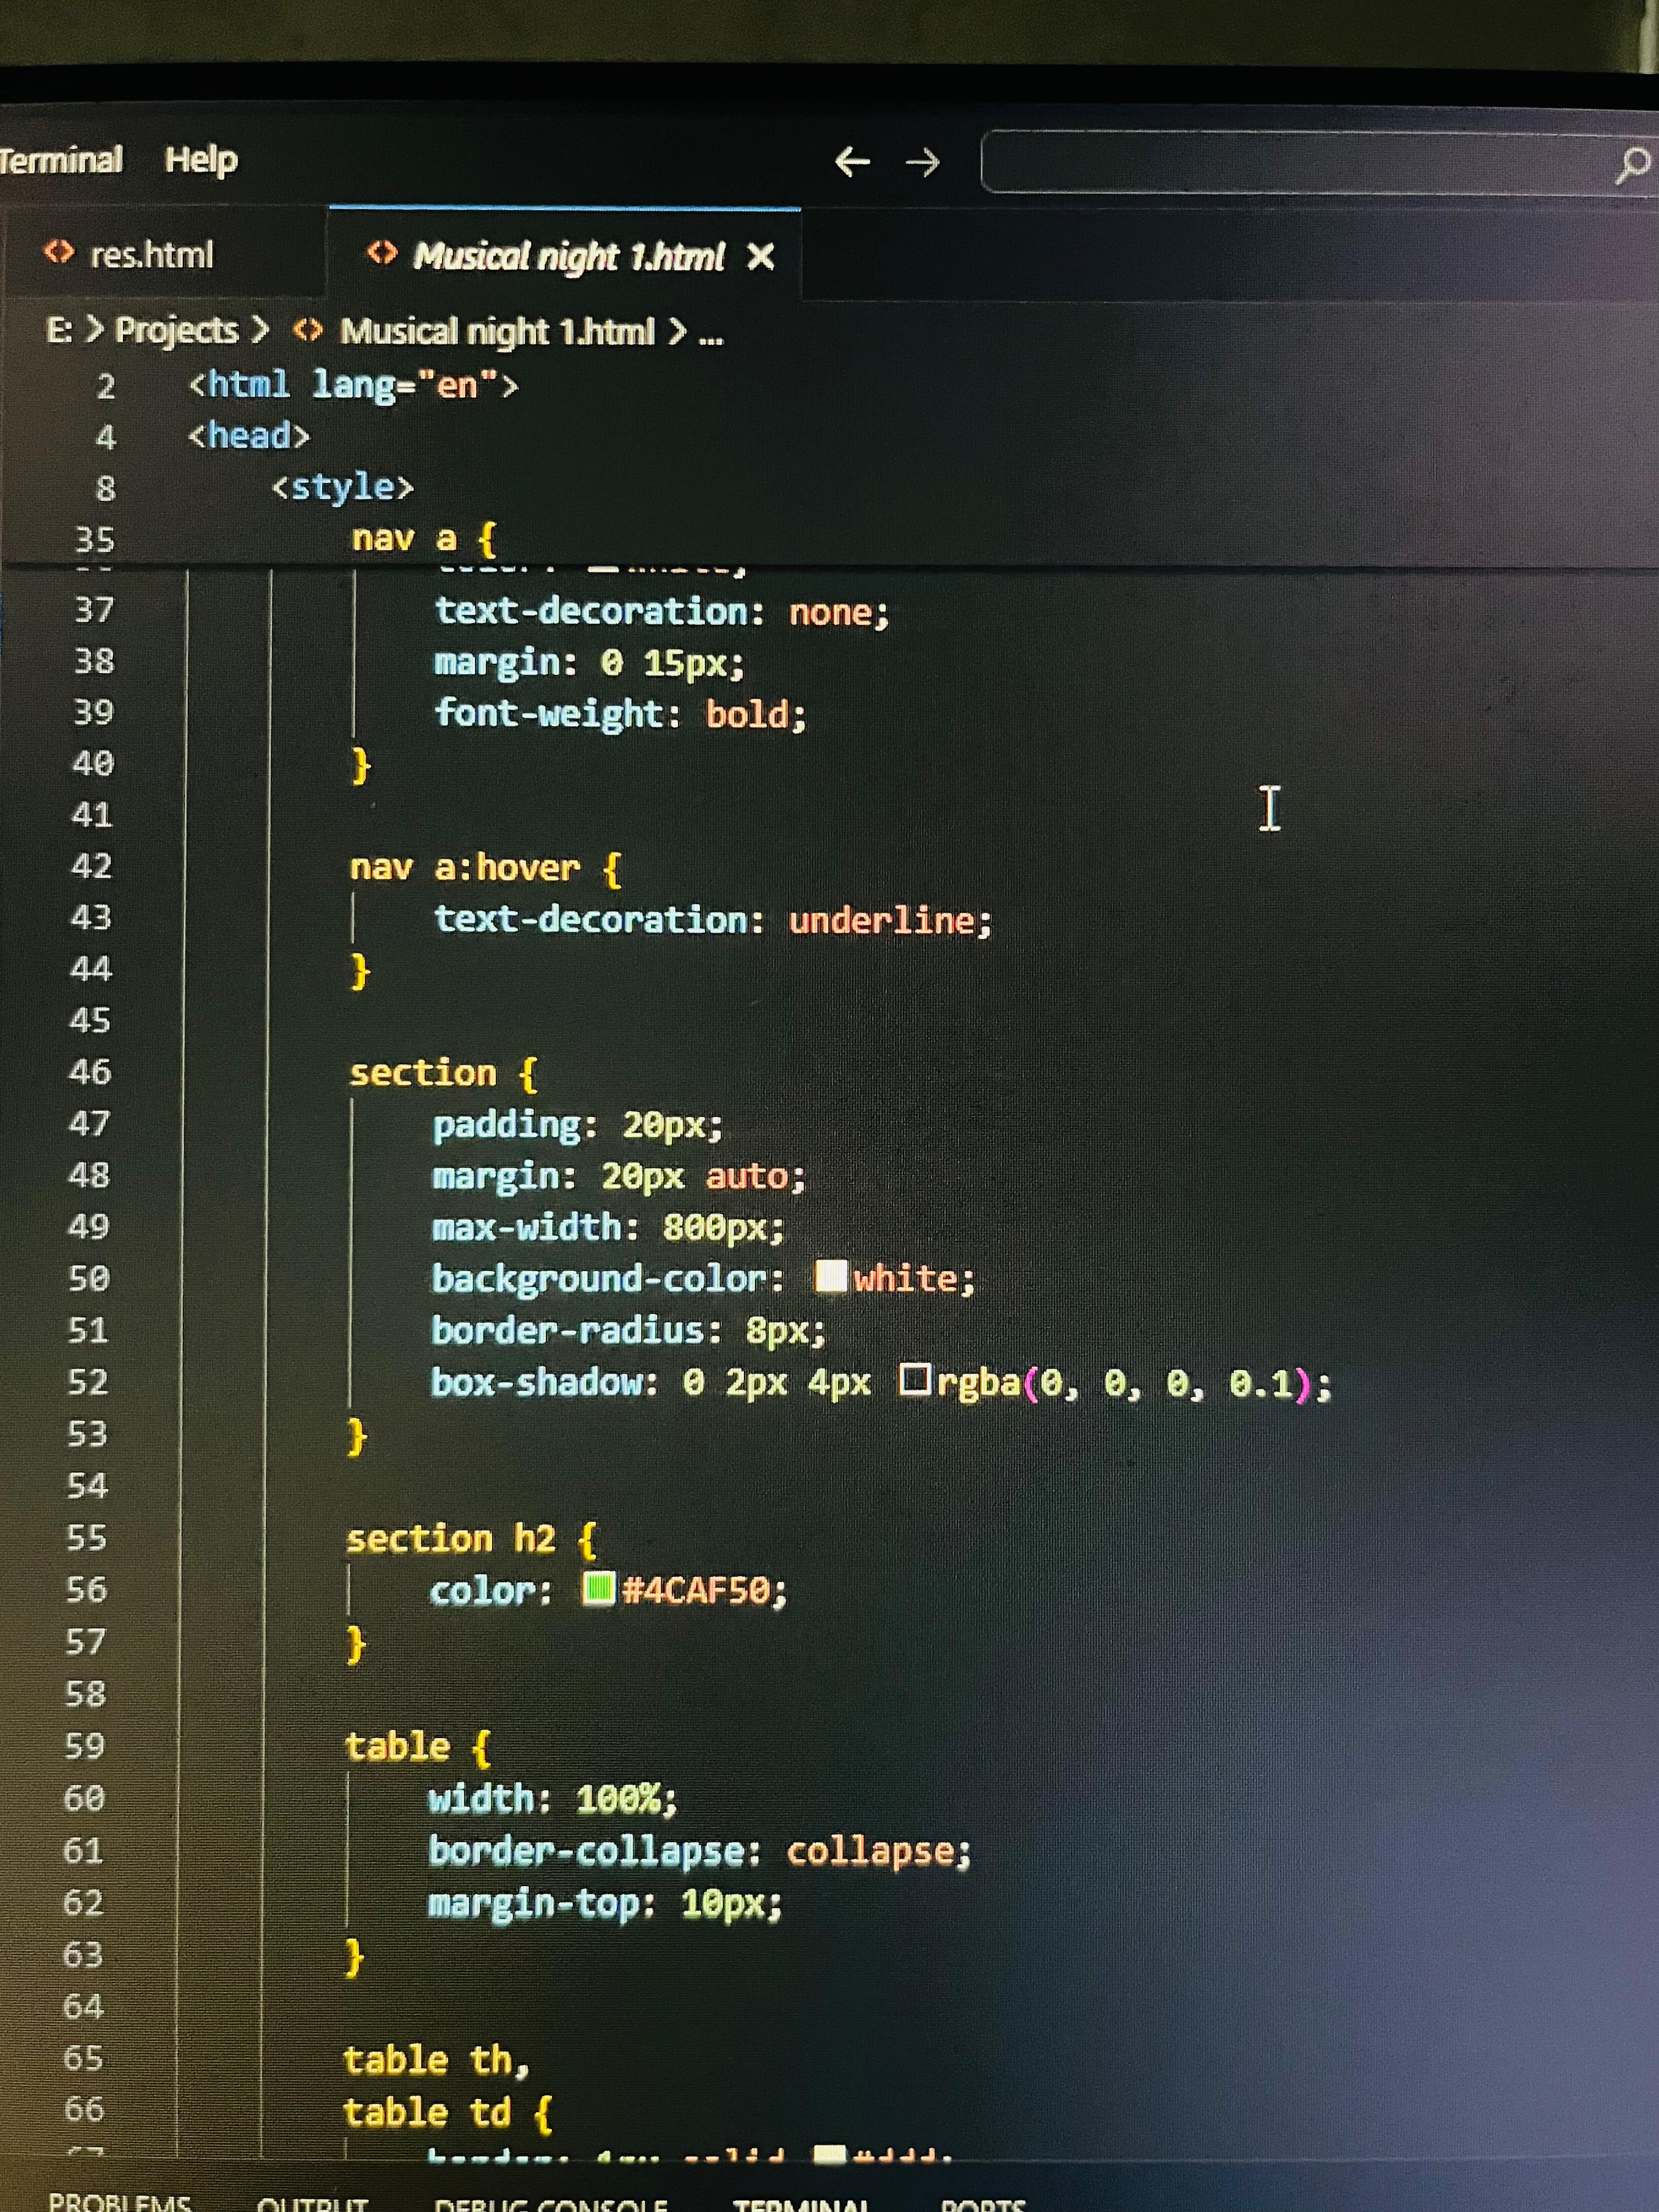 Terminal Help
res.html Musical night 1.html
E: > Projects > Musical night 1.html > ...
2 <html lang="en">
4 <head>
8 <style>
35 nav a {
37 text-decoration: none;
38 margin: 0 15px;
39 font-weight: bold;
40 }
41
42 nav a:hover {
43 text-decoration: underline;
44 }
45
46 section {
47 padding: 20px;
48 margin: 20px auto;
49 max-width: 800px;
50 background-color: white;
51 border-radius: 8px;
52 box-shadow: 0 2px 4px rgba(0, 0, 0, 0.1);
53 }
54
55 section h2 {
56 color: #4CAF50;
57 }
58
59 table {
60 width: 100%;
61 border-collapse: collapse;
62 margin-top: 10px;
63 }
64
65 table th,
66 table td {
PROBLEMS OUTPUT DEBUG CONSOLE TERMINAL PORTS